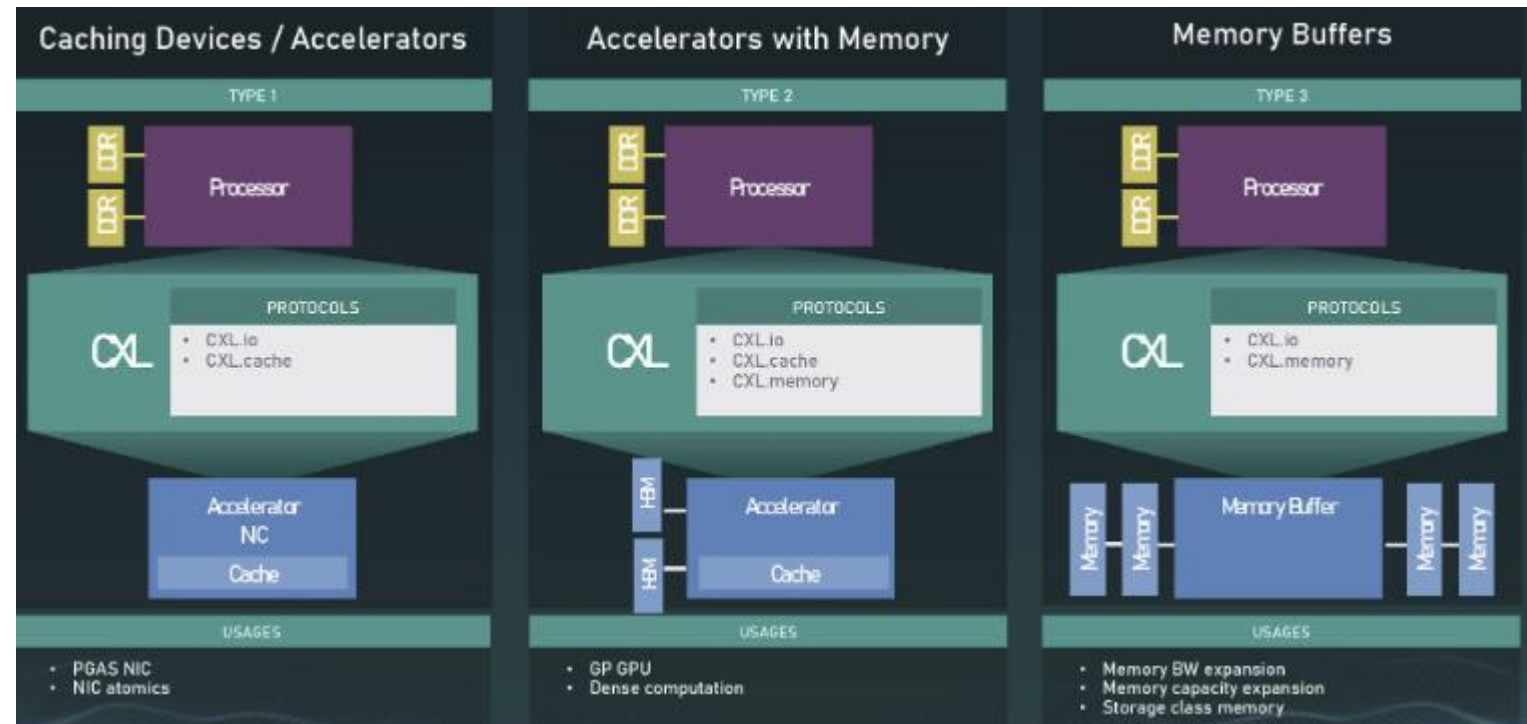 Caching Devices / Accelerators
TYPE 1
DDR
DDR
Processor
CXL
PROTOCOLS
• CXL.io
• CXL.cache
Accelerator
NIC
Cache
USAGES
• PGAS NIC
• NIC atomics
Accelerators with Memory
TYPE 2
DDR
DDR
Processor
CXL
PROTOCOLS
• CXL.io
• CXL.cache
• CXL.memory
HBM
HBM
Accelerator
Cache
USAGES
• GP GPU
• Dense computation
Memory Buffers
TYPE 3
DDR
DDR
Processor
CXL
PROTOCOLS
• CXL.io
• CXL.memory
Memory
Memory
Memory Buffer
Memory
Memory
USAGES
• Memory BW expansion
• Memory capacity expansion
• Storage class memory